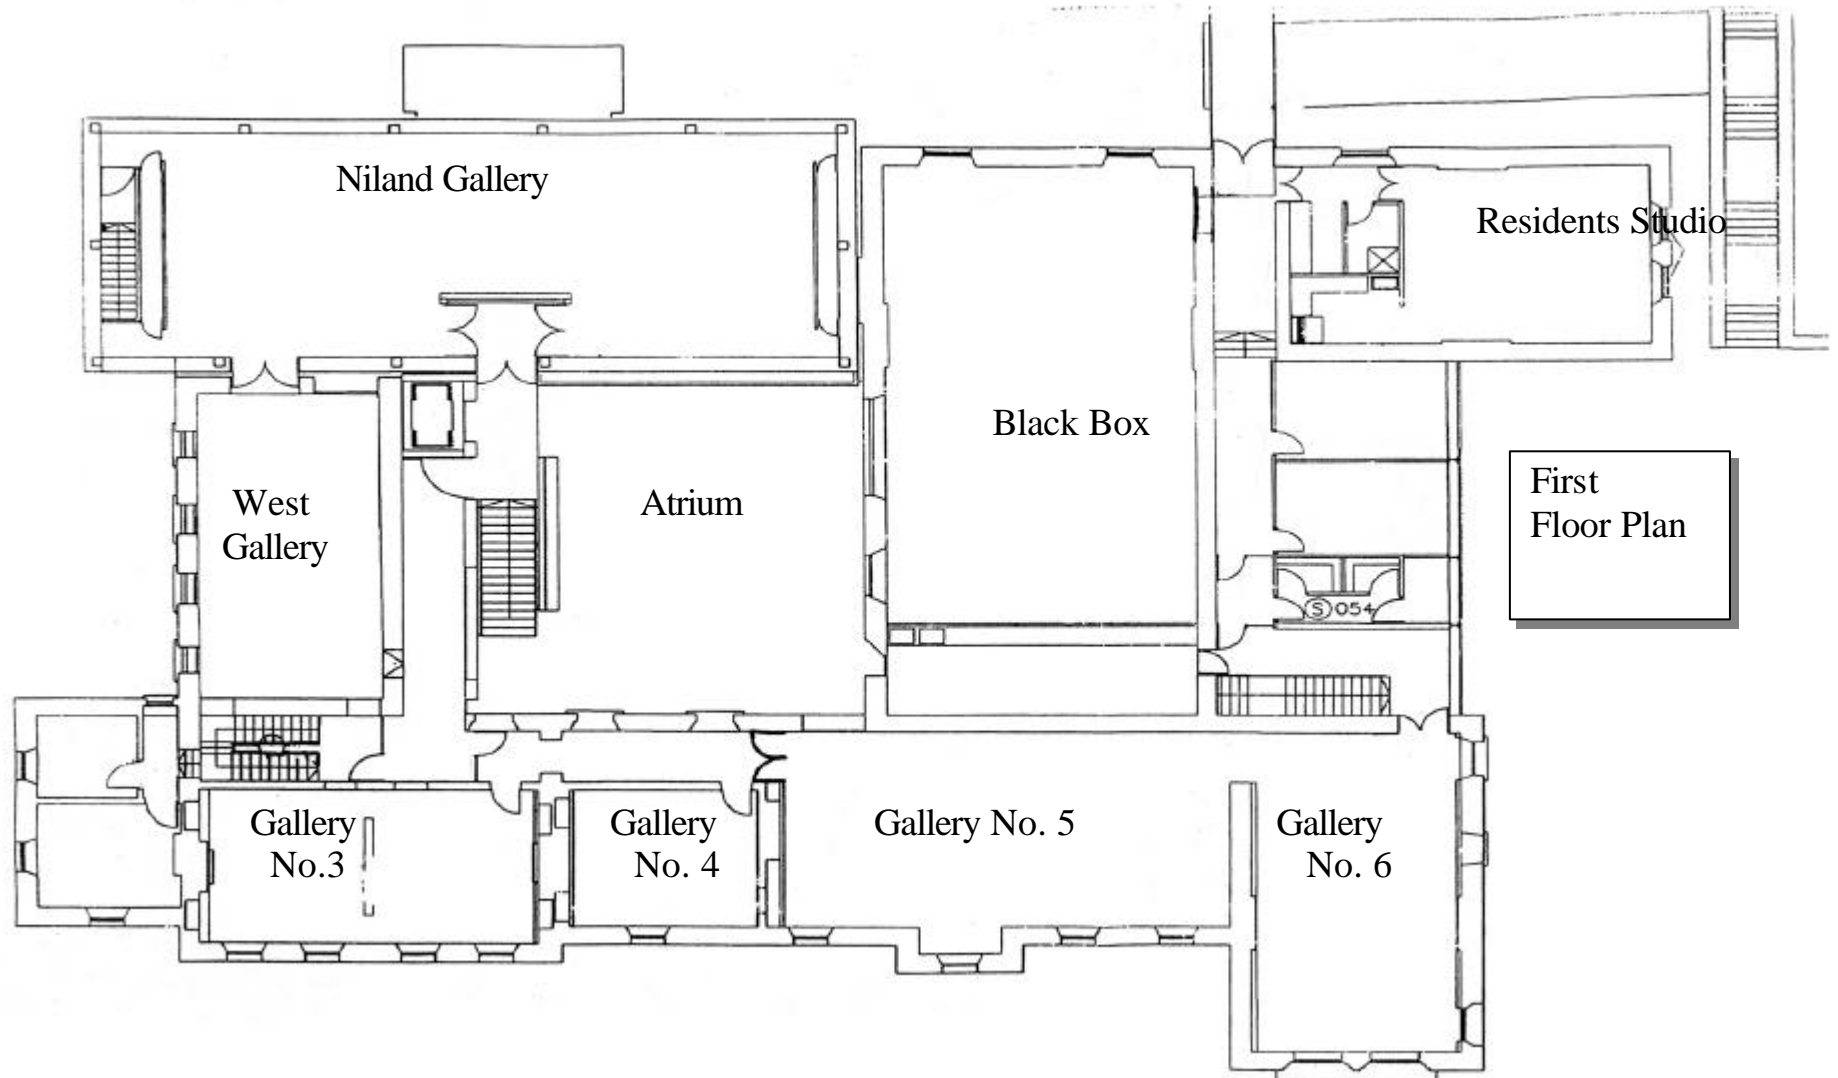 Niland Gallery
Residents Studio
Black Box
West
Gallery
Atrium
First
Floor Plan
S 054
Gallery
No.3
Gallery
No. 4
Gallery No. 5
Gallery
No. 6